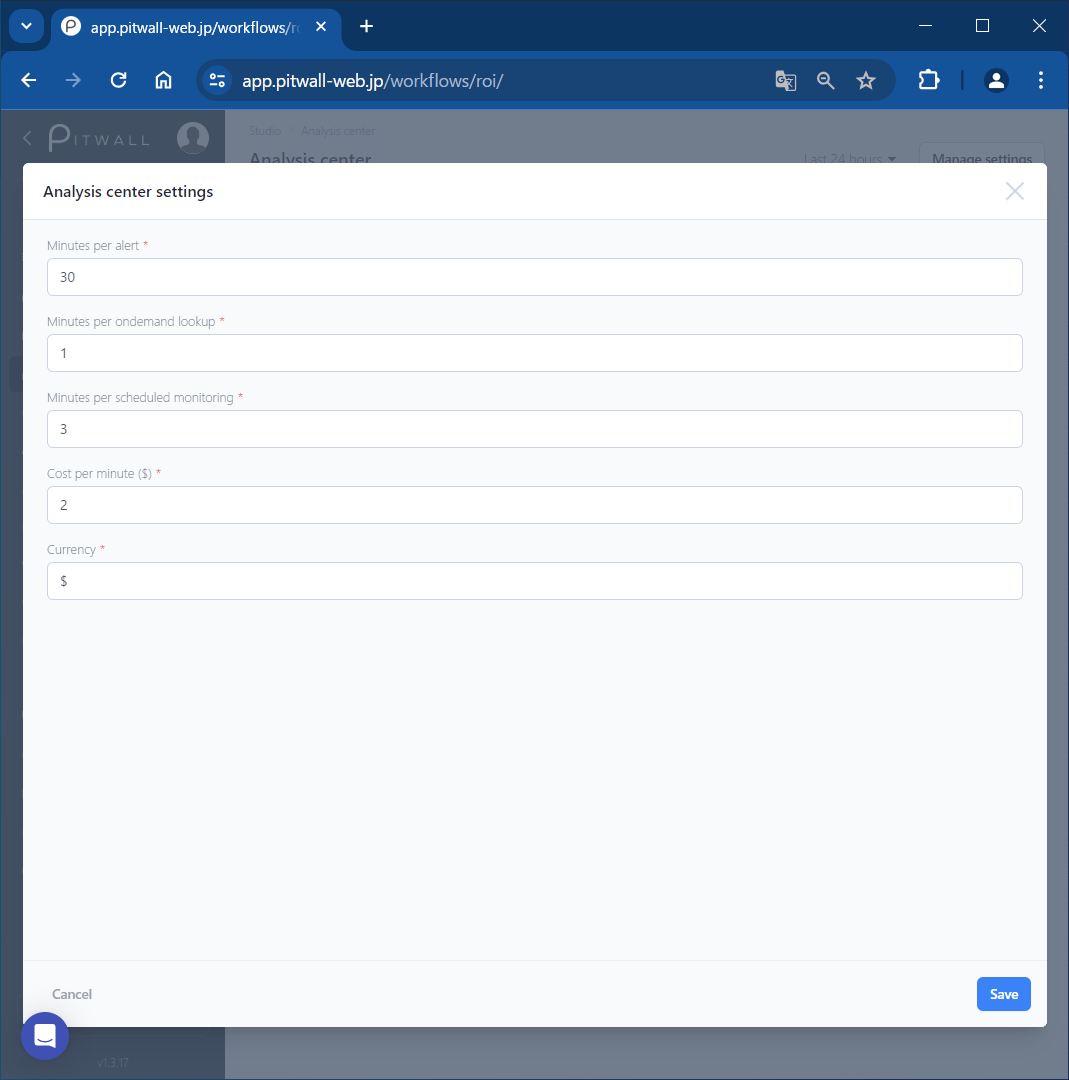 app.pitwall-web.jp/workflows/r
app.pitwall-web.jp/workflows/roi/
PITWALL
Studio / Analysis center
Analysis center
Last 24 hours
Manage settings
Analysis center settings
Minutes per alert *
30
Minutes per ondemand lookup *
1
Minutes per scheduled monitoring *
3
Cost per minute ($) *
2
Currency *
$
Cancel
Save
v1.3.17